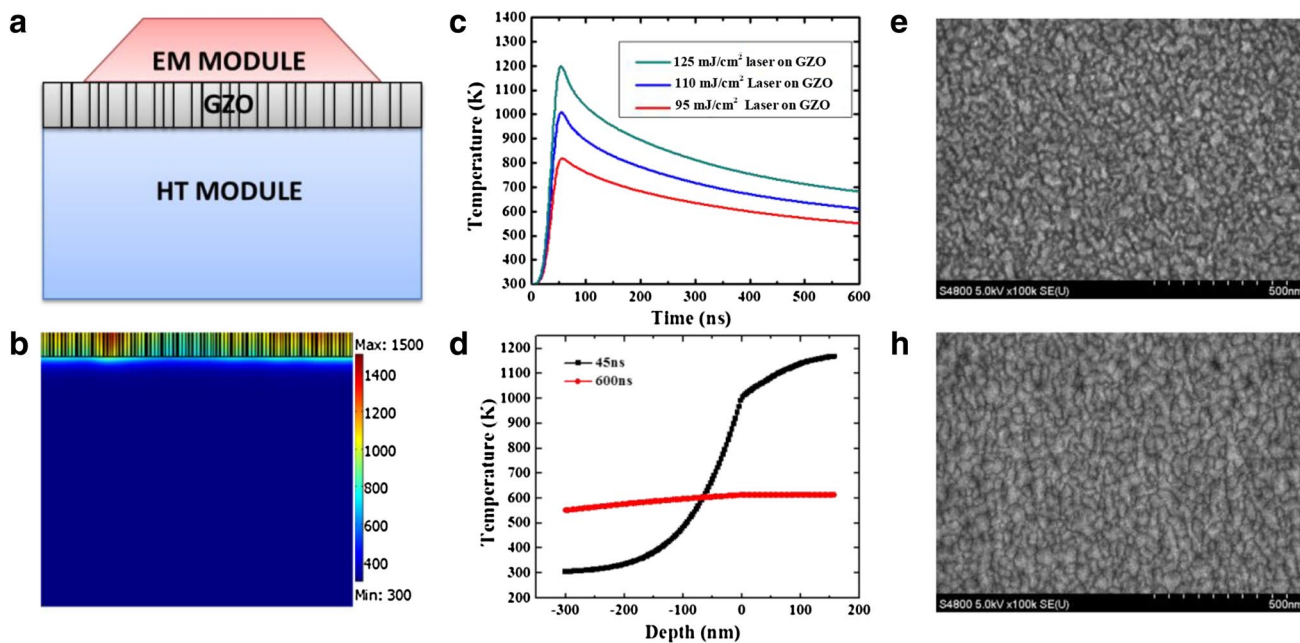 a
EM MODULE
GZO
HT MODULE
b
Max: 1500
1400
1200
1000
800
600
400
Min: 300
c
Temperature (K)
1400
1300
1200
1100
1000
900
800
700
600
500
400
300
125 mJ/cm² laser on GZO
110 mJ/cm² Laser on GZO
95 mJ/cm² Laser on GZO
0 100 200 300 400 500 600
Time (ns)
d
Temperature (K)
1200
1100
1000
900
800
700
600
500
400
300
200
45ns
600ns
-300 -200 -100 0 100 200
Depth (nm)
e
S4800 5.0kV x100k SE(U) 500nm
h
S4800 5.0kV x100k SE(U) 500nm